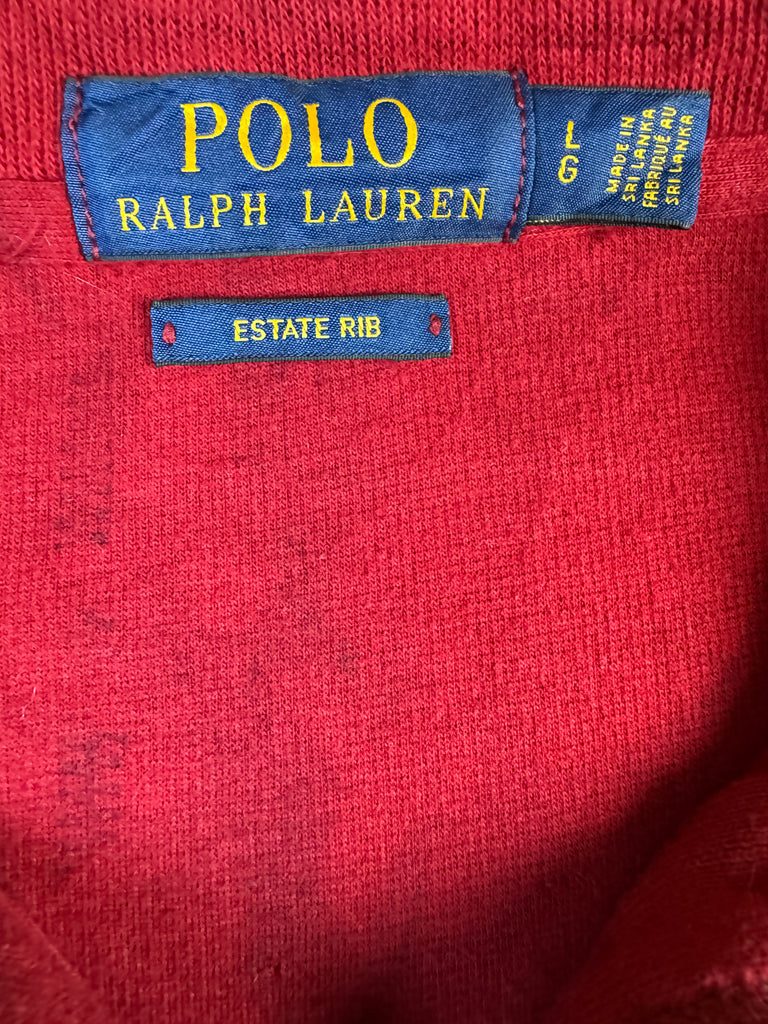 POLO
RALPH LAUREN
L
G
MADE IN
SRI LANKA
FABRIQUÉ AU
SRI LANKA
ESTATE RIB